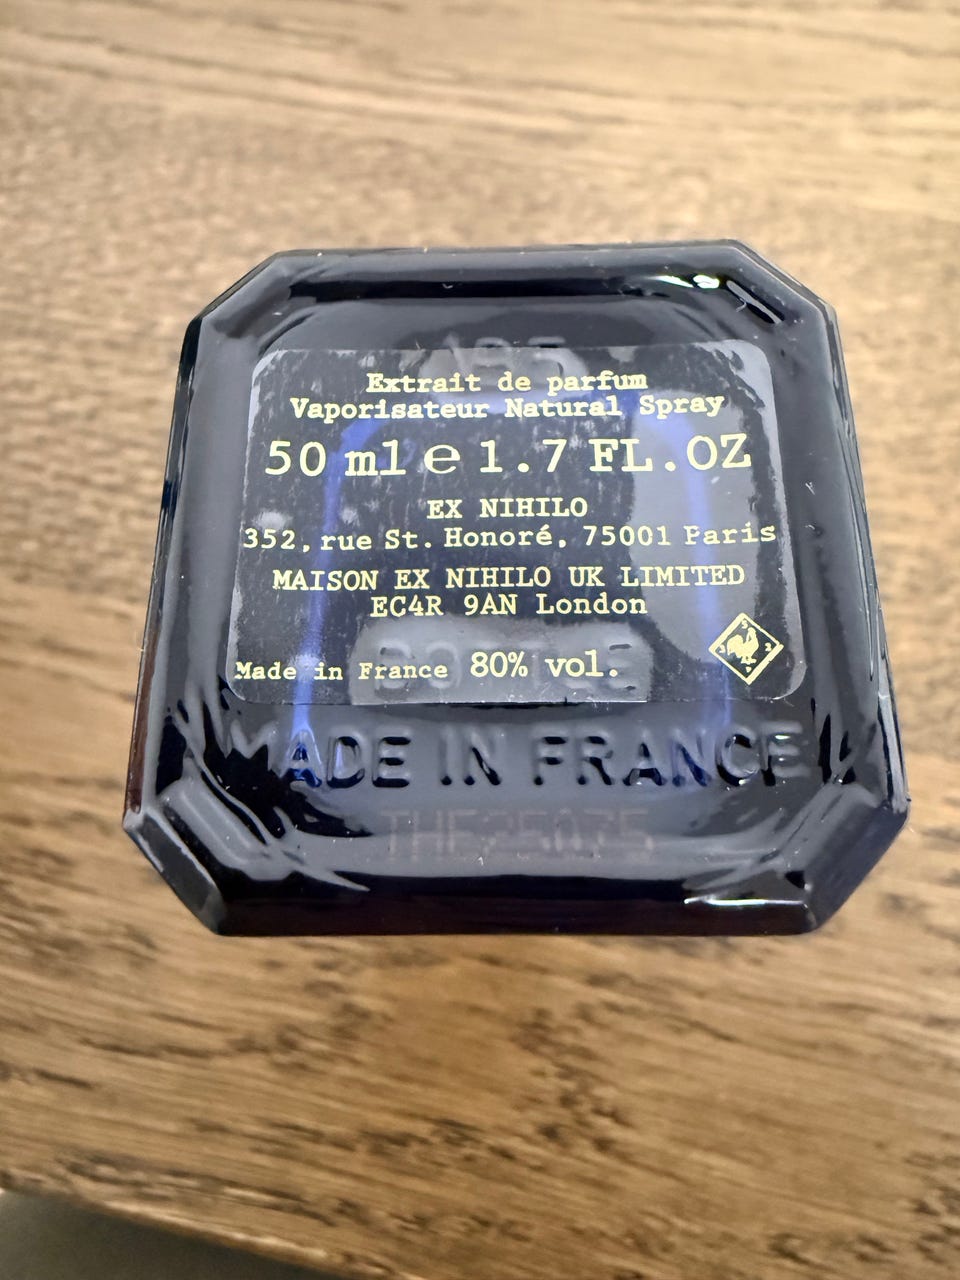 Extrait de parfum
Vaporisateur Natural Spray
50 ml e 1.7 FL.OZ
EX NIHILO
352, rue St. Honoré, 75001 Paris
MAISON EX NIHILO UK LIMITED
EC4R 9AN London
Made in France 80% vol.
MADE IN FRANCE